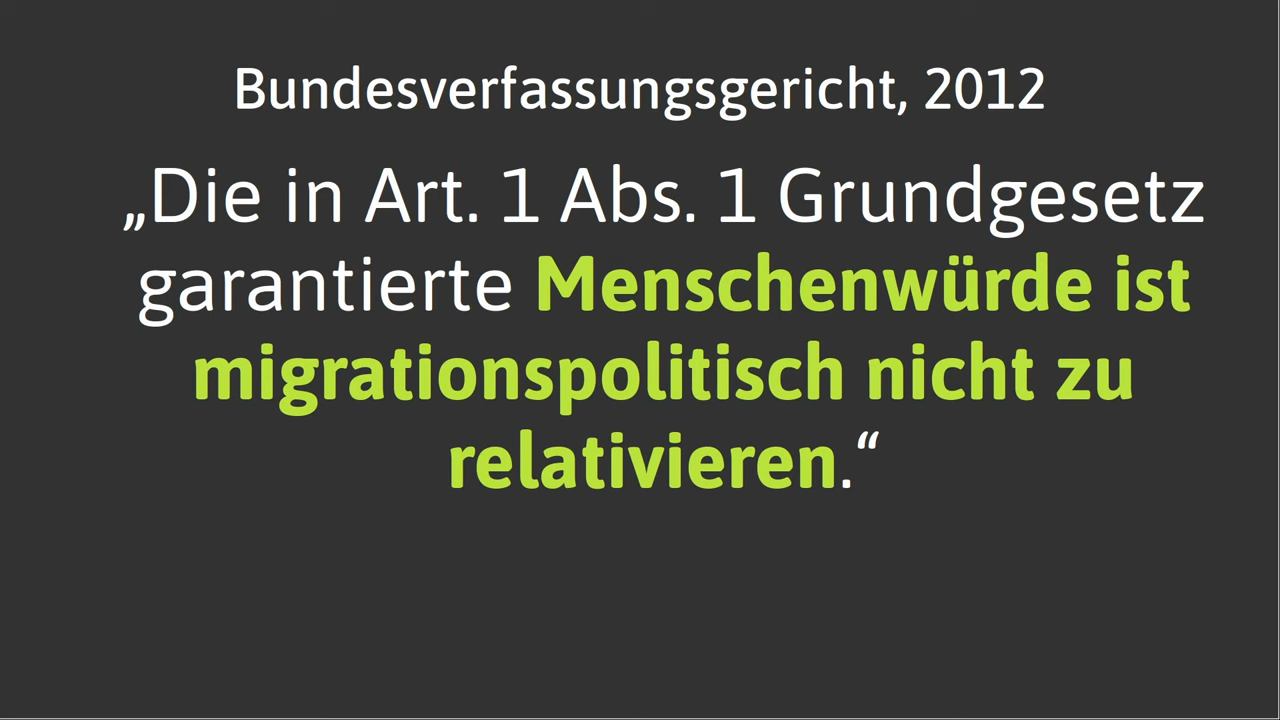 Bundesverfassungsgericht, 2012
„Die in Art. 1 Abs. 1 Grundgesetz
garantierte Menschenwürde ist
migrationspolitisch nicht zu
relativieren.“